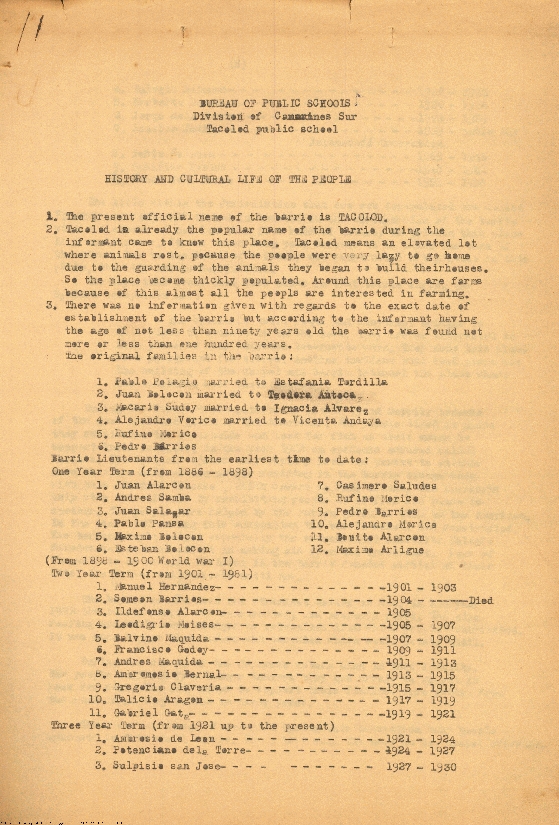 BUREAU OF PUBLIC SCHOOLS
Division of Camarines Sur
Tacolod public school
HISTORY AND CULTURAL LIFE OF THE PEOPLE
1. The present official name of the barrio is TACOLOD.
2. Tacolod is already the popular name of the barrio during the
informant came to know this place. Tacolod means an elevated lot
where animals rest. pecause the people were very lazy to go home
due to the guarding of the animals they began to build theirhouses.
So the place become thickly populated. Around this place are farms
because of this almost all the peopls are interested in farming.
3. There was no information given with regards to the exact date of
establishment of the barrio but according to the informant having
the age of not less than ninety years old the barrio was found not
more or less than one hundred years.
The original families in the barrio:
1. Pablo Pelagio married to Estafania Tordilla
2. Juan Bolocon married to Teodora Antoca
3. Macario Sudoy married to Ignacia Alvarez
4. Alejandro Vorico married to Vicenta Andaya
5. Rufino Morico
6. Pedro Barrios
Barrio Lieutenants from the earliest time to date:
One Year Term (from 1886 - 1898)
1. Juan Alarcon
2. Andres Samba
3. Juan Salazar
4. Pablo Pansa
5. Maximo Bolocon
6. Esteban Bolocon
7. Casimero Saludes
8. Rufino Morico
9. Pedro Barrios
10. Alejandro Morico
11. Benito Alarcon
12. Maximo Arligue
(From 1898 - 1900 World war I)
Two Year Term (from 1901 - 1981)
1. Manuel Hernandez- - - - - - - - - - - - -1901 - 1903
2. Someon Barrios- - - - - - - - - - - - - -1904 - -----Died
3. Ildefonso Alarcon- - - - - - - - - - - - 1905
4. Leodigrio Moises- - - - - - - - - - - - -1905 - 1907
5. Balvino Maquida - - - - - - - - - - - - -1907 - 1909
6. Francisco Godoy- - - - - - - - - - - - - 1909 - 1911
7. Andres Maquida - - - - - - - - - - - - - 1911 - 1913
8. Ambromosio Bernal- - - - - - - - - - - - 1913 - 1915
9. Gregorio Claveria - - - - - - - - - - - -1915 - 1917
10. Talicio Aragon - - - - - - - - - - - - - 1917 - 1919
11. Gabriel - - - - - - - - - - - - - -1919 - 1921
Three Year Term (from 1921 up to the present)
1. Ambrosio de Leon - - - - - - - - - - - -1921 - 1924
2. Potenciano dela Torre- - - - - - - - - - 1924 - 1927
3. Sulpisio san Jose- - - - - - - - - - - 1927 - 1930